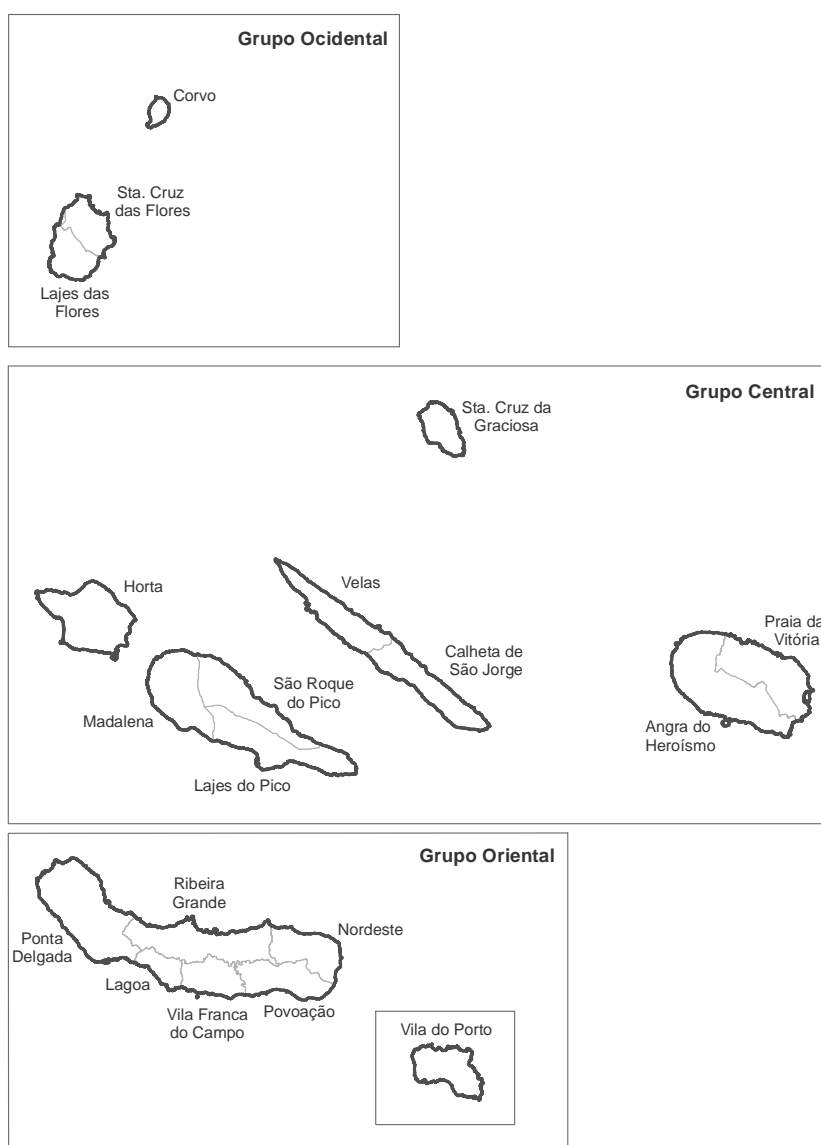 Grupo Ocidental
Corvo
Sta. Cruz
das Flores
Lajes das
Flores
Grupo Central
Sta. Cruz da
Graciosa
Horta
Velas
Praia da
Vitória
Calheta de
São Jorge
São Roque
do Pico
Madalena
Angra do
Heroísmo
Lajes do Pico
Grupo Oriental
Ribeira
Grande
Nordeste
Ponta
Delgada
Lagoa
Vila Franca
do Campo
Povoação
Vila do Porto